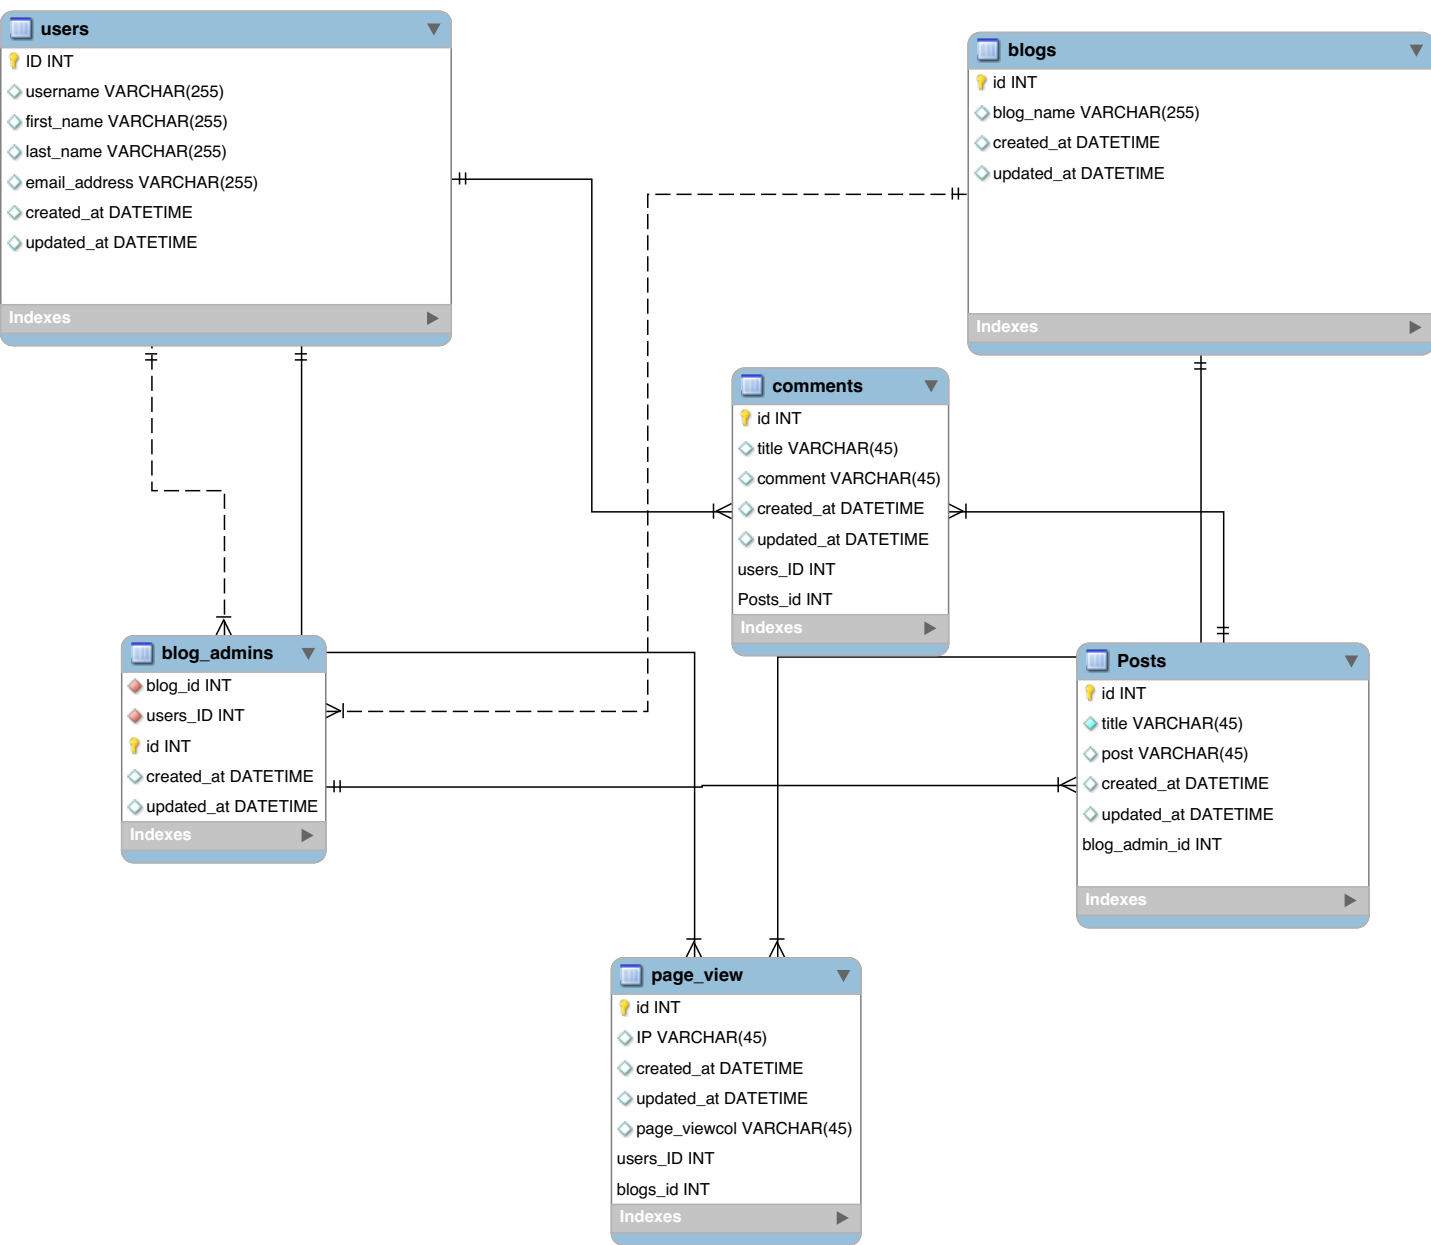 users
ID INT
username VARCHAR(255)
first_name VARCHAR(255)
last_name VARCHAR(255)
email_address VARCHAR(255)
created_at DATETIME
updated_at DATETIME
Indexes
blogs
id INT
blog_name VARCHAR(255)
created_at DATETIME
updated_at DATETIME
Indexes
comments
id INT
title VARCHAR(45)
comment VARCHAR(45)
created_at DATETIME
updated_at DATETIME
users_ID INT
Posts_id INT
Indexes
blog_admins
blog_id INT
users_ID INT
id INT
created_at DATETIME
updated_at DATETIME
Indexes
Posts
id INT
title VARCHAR(45)
post VARCHAR(45)
created_at DATETIME
updated_at DATETIME
blog_admin_id INT
Indexes
page_view
id INT
IP VARCHAR(45)
created_at DATETIME
updated_at DATETIME
page_viewcol VARCHAR(45)
users_ID INT
blogs_id INT
Indexes